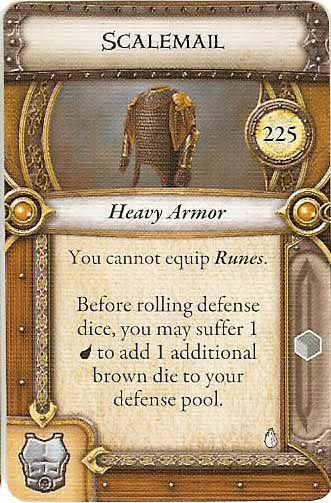 SCALEMAIL
225
Heavy Armor
You cannot equip Runes.
Before rolling defense
dice, you may suffer 1
to add 1 additional
brown die to your
defense pool.